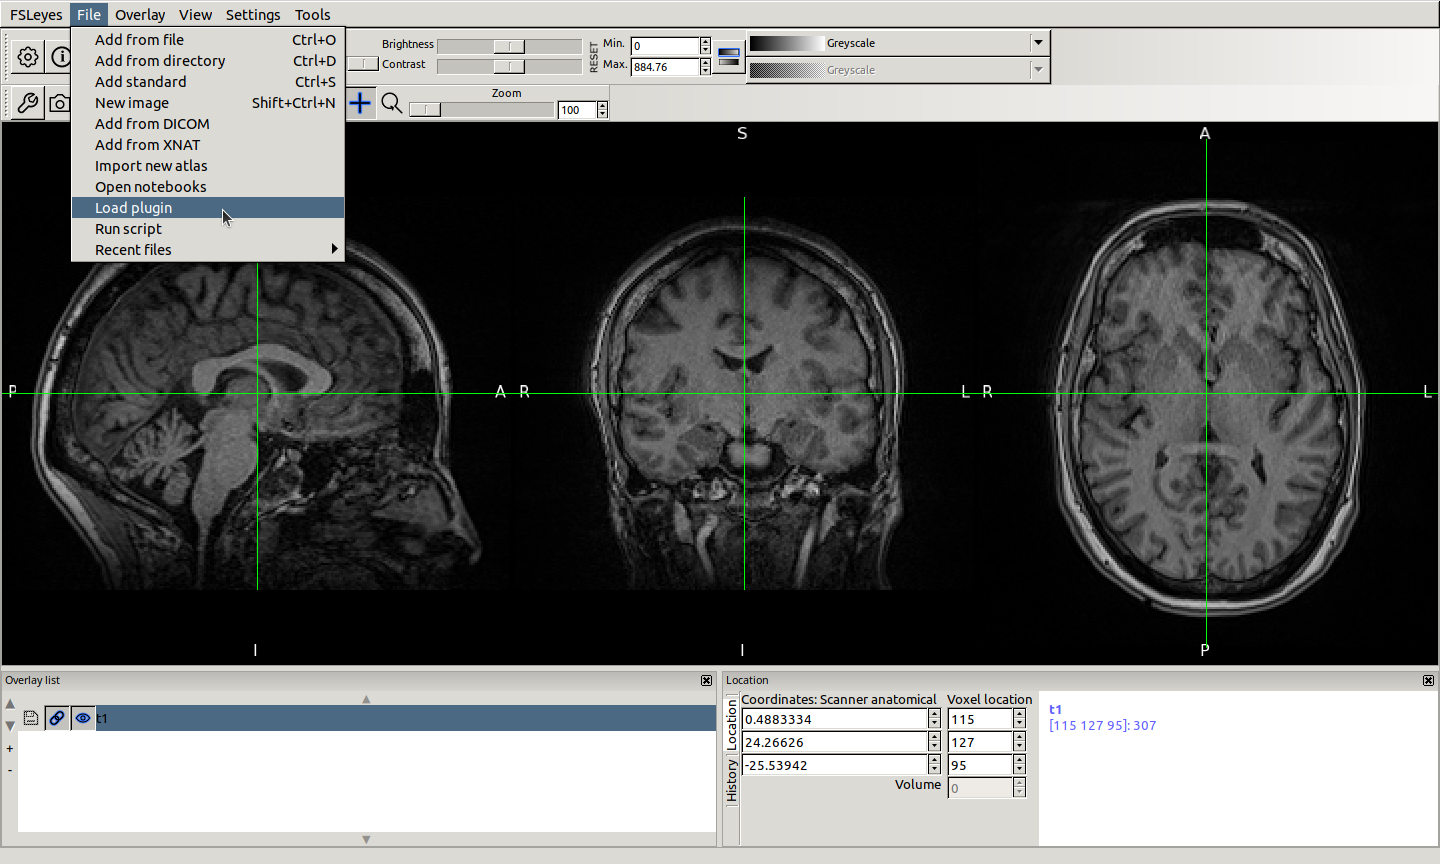 FSLeyes File Overlay View Settings Tools
Add from file Ctrl+O
Add from directory Ctrl+D
Add standard Ctrl+S
New image Shift+Ctrl+N
Add from DICOM
Add from XNAT
Import new atlas
Open notebooks
Load plugin
Run script
Recent files
Brightness
Contrast
RESET
Min. 0
Max. 884.76
Greyscale
Greyscale
Zoom
100
S
A
P
A
R
L
R
L
I
I
P
Overlay list
t1
Location
Location
History
Coordinates: Scanner anatomical Voxel location
0.4883334 115
24.26626 127
-25.53942 95
Volume 0
t1
[115 127 95]: 307